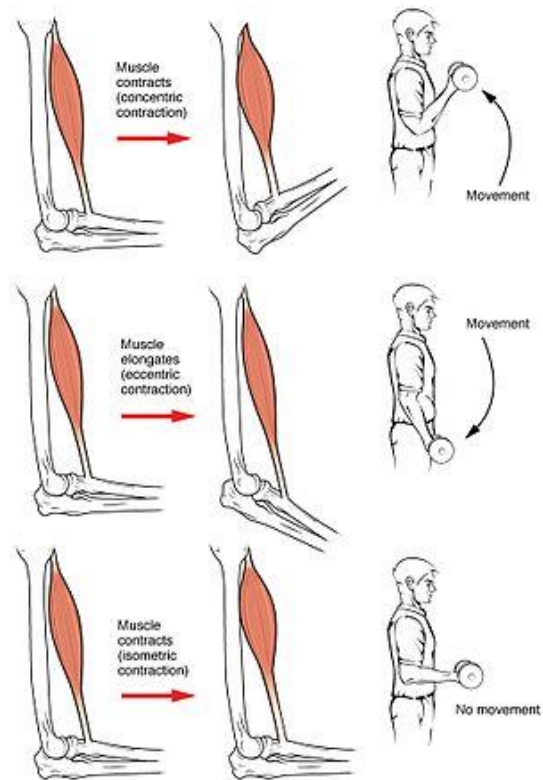 Muscle
contracts
(concentric
contraction)
Movement
Muscle
elongates
(eccentric
contraction)
Movement
Muscle
contracts
(isometric
contraction)
No movement